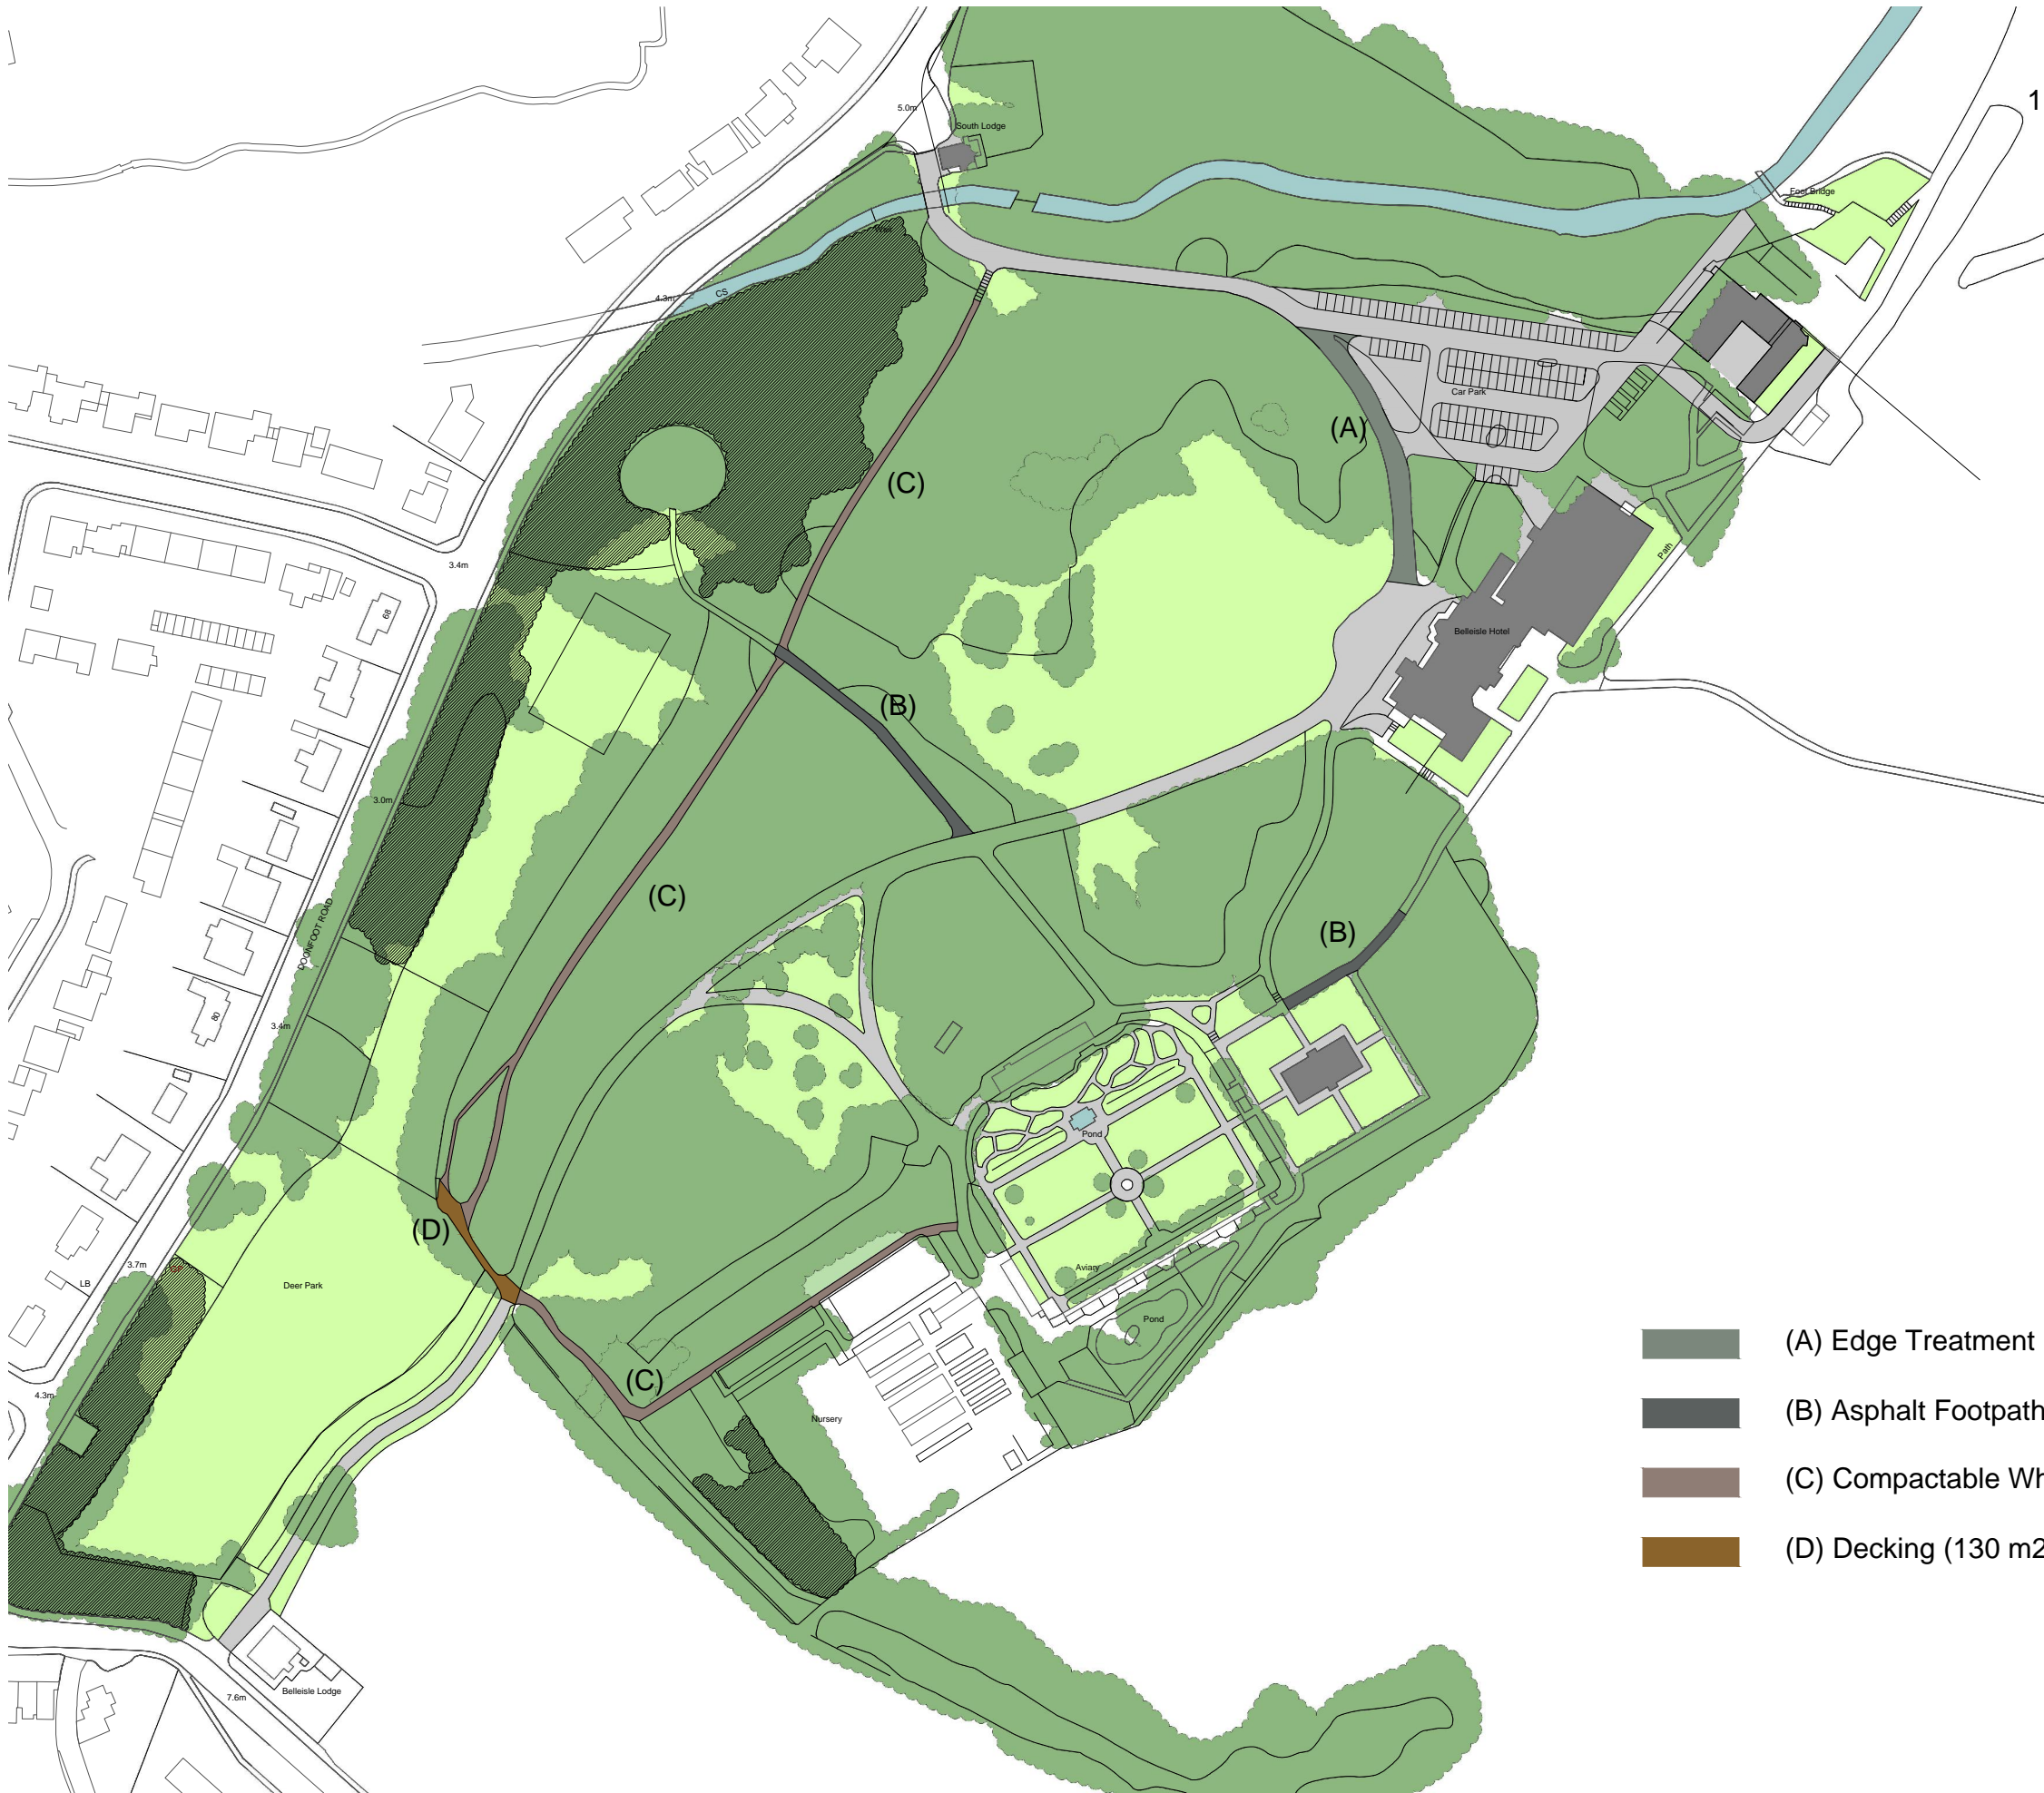 1
5.0m
South Lodge
Foot Bridge
Weir
CS
4.3m
Car Park
(A)
(C)
Path
3.4m
68
Belleisle Hotel
(B)
3.0m
(C)
DOONFOOT ROAD
(B)
80
3.4m
Pond
(D)
3.7m
GP
LB
Deer Park
Aviary
Pond
(A) Edge Treatment
(C)
4.3m
(B) Asphalt Footpath
Nursery
(C) Compactable Wh
(D) Decking (130 m2
Belleisle Lodge
7.6m